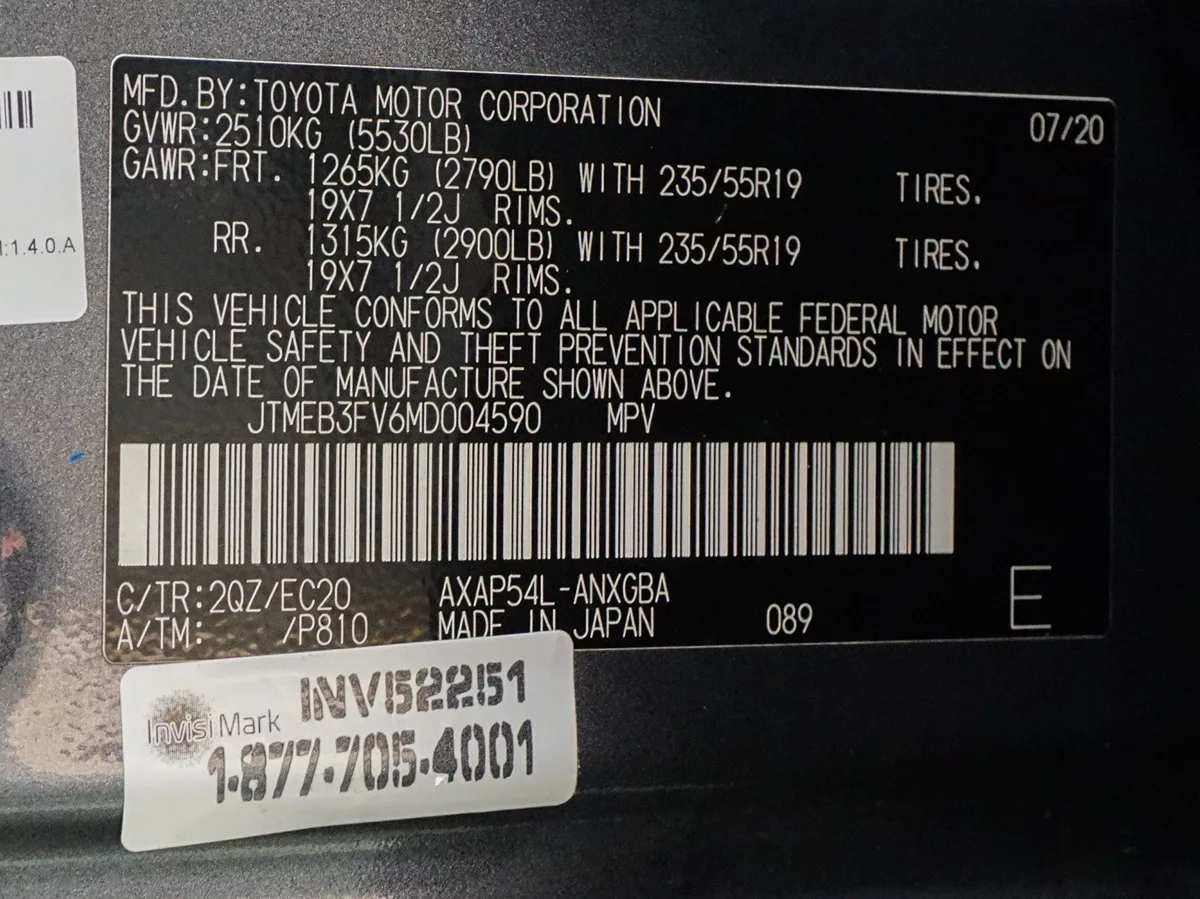 MFD.BY:TOYOTA MOTOR CORPORATION 07/20
GVWR:2510KG (5530LB)
GAWR:FRT. 1265KG (2790LB) WITH 235/55R19 TIRES.
19X7 1/2J RIMS.
RR. 1315KG (2900LB) WITH 235/55R19 TIRES.
19X7 1/2J RIMS.
THIS VEHICLE CONFORMS TO ALL APPLICABLE FEDERAL MOTOR
VEHICLE SAFETY AND THEFT PREVENTION STANDARDS IN EFFECT ON
THE DATE OF MANUFACTURE SHOWN ABOVE.
JTMEB3FV6MD004590 MPV
C/TR:2QZ/EC20 AXAP54L-ANXGBA
A/TM: /P810 MADE IN JAPAN 089 E
:1.4.0.A
InvisiMark INV52251
1-877-705-4001